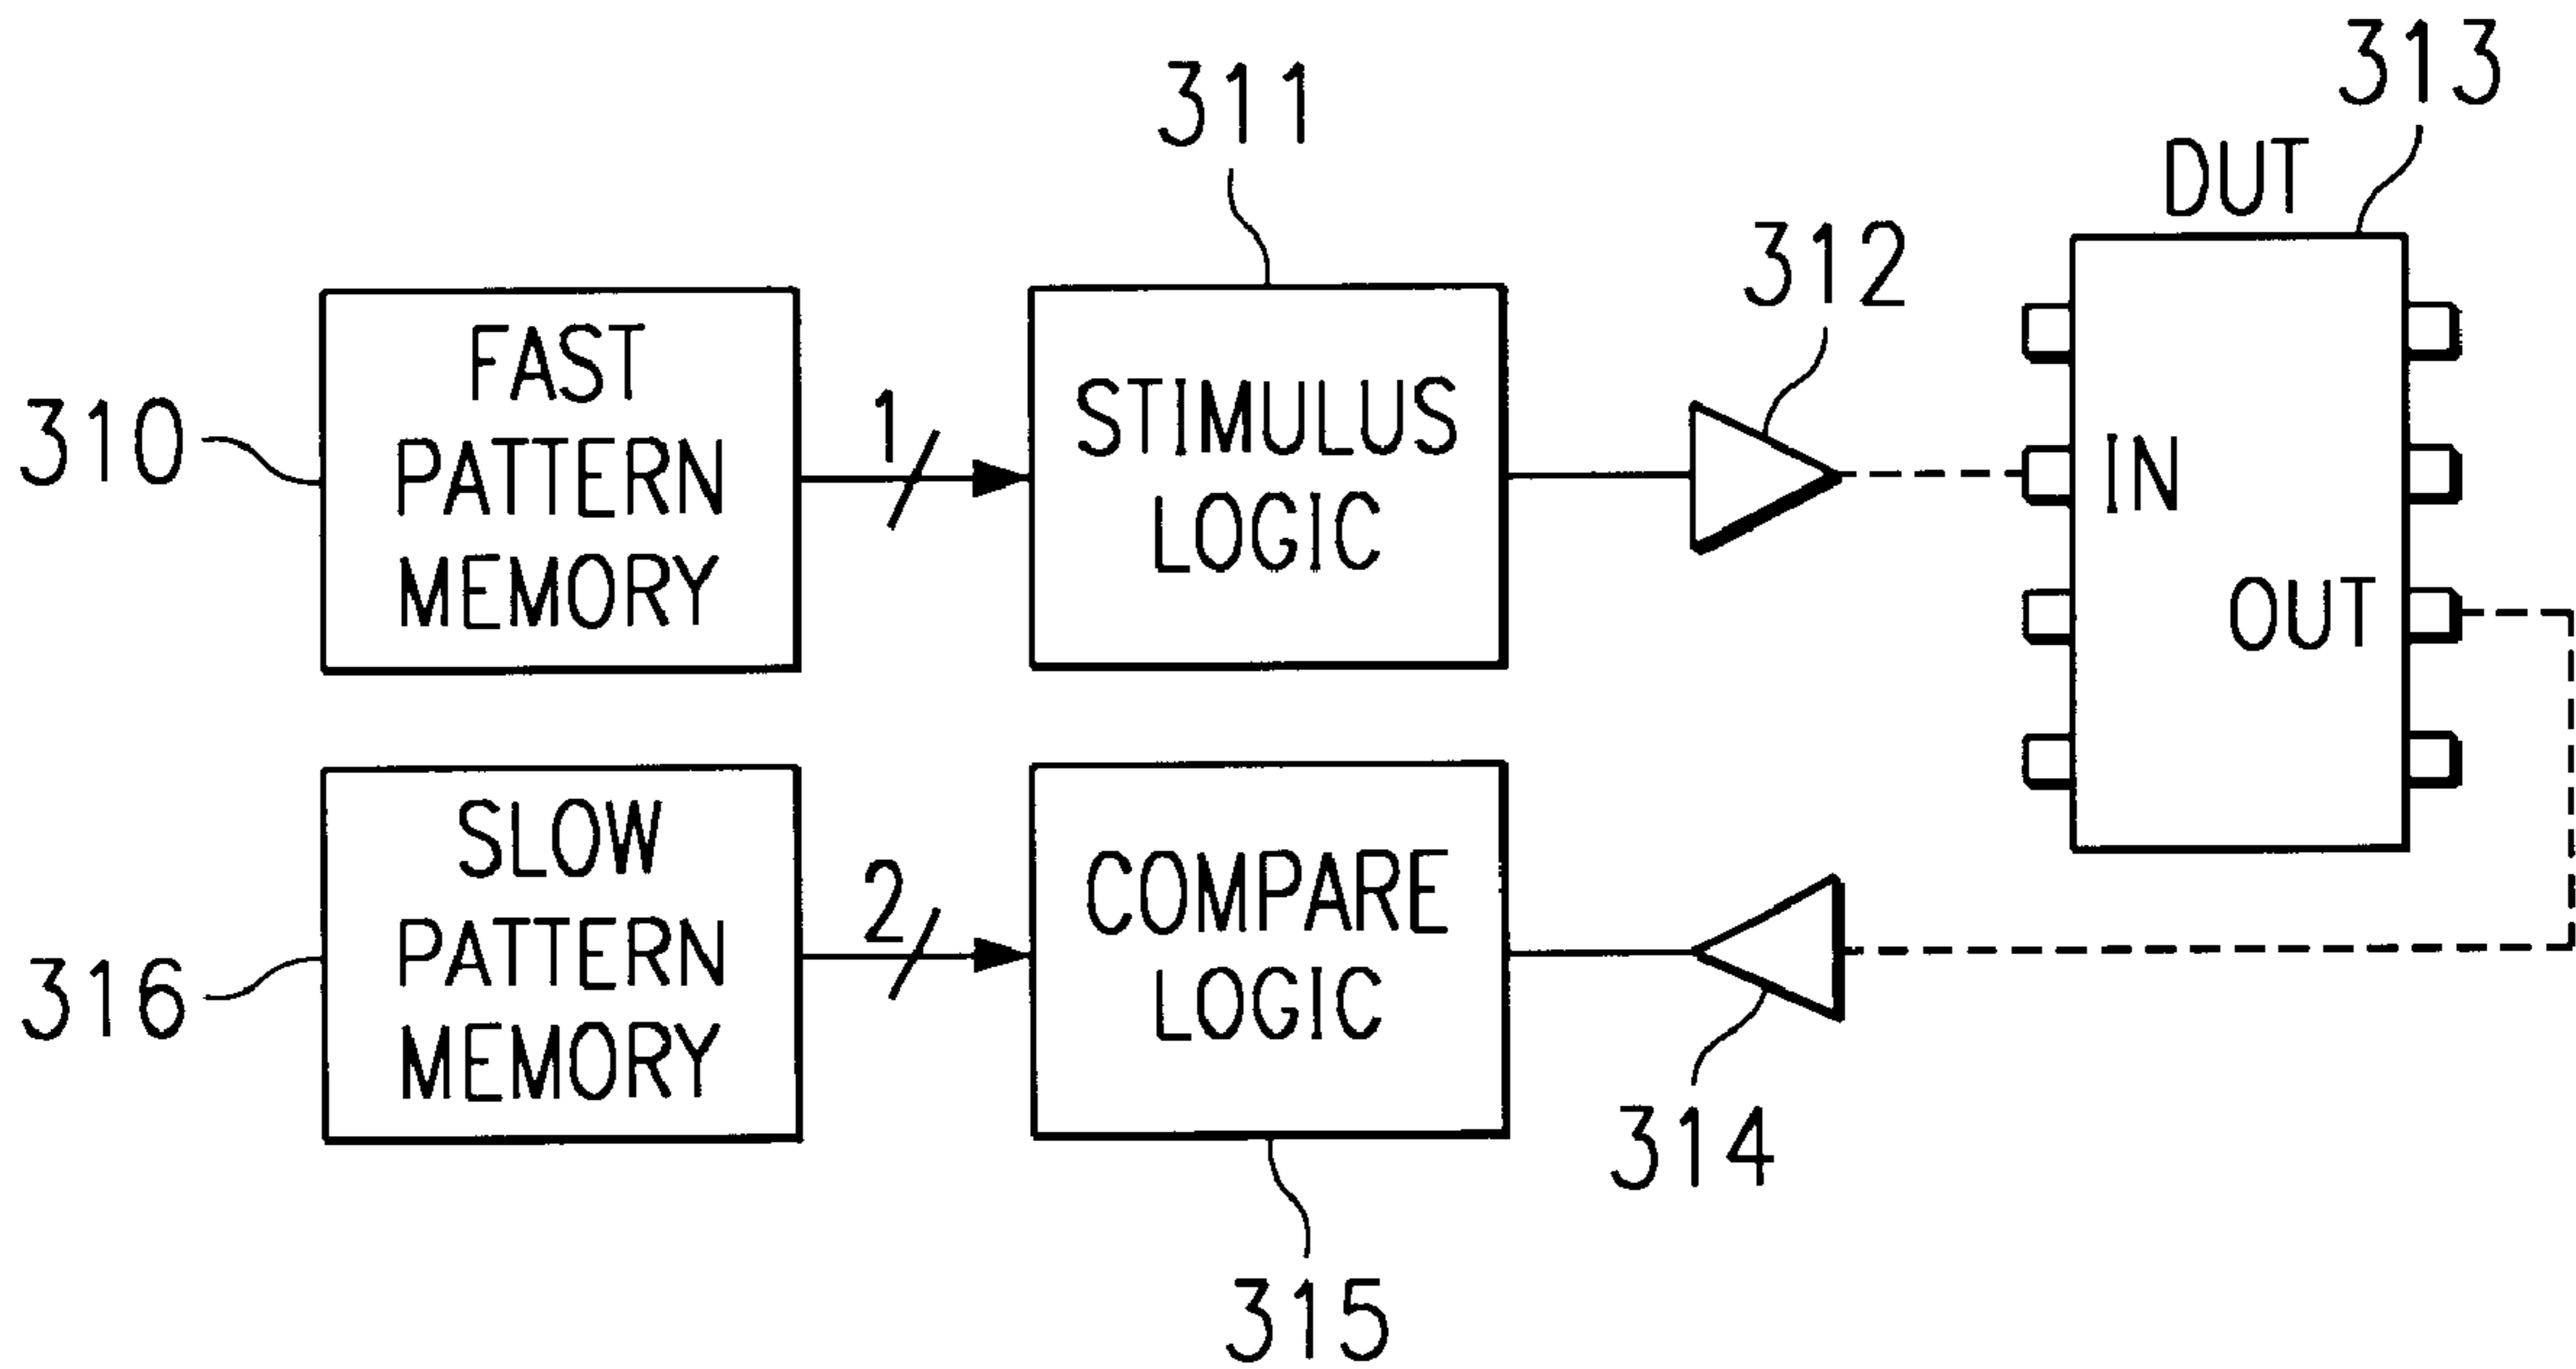 313
311
DUT
312
FAST
PATTERN
MEMORY
310
1
STIMULUS
LOGIC
IN
OUT
SLOW
PATTERN
MEMORY
316
2
COMPARE
LOGIC
314
315